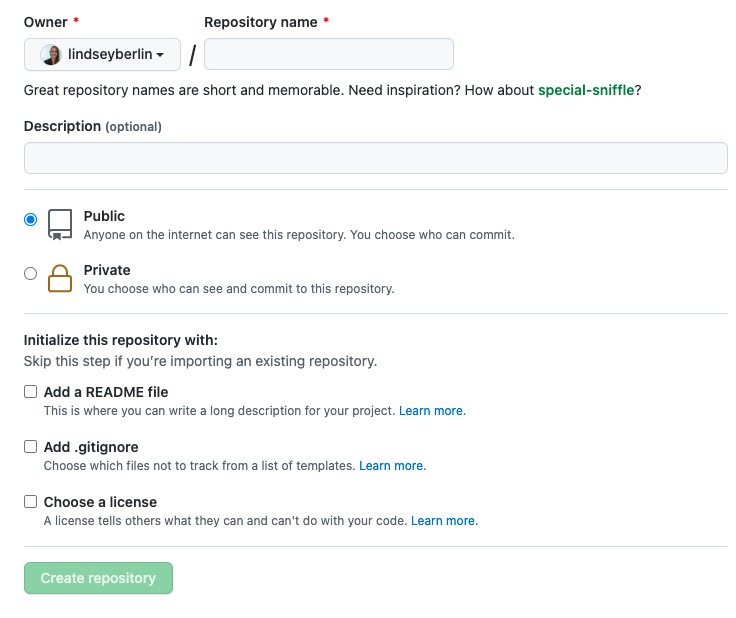 Owner * Repository name *
lindseyberlin /
Great repository names are short and memorable. Need inspiration? How about special-sniffle?
Description (optional)
Public
Anyone on the internet can see this repository. You choose who can commit.
Private
You choose who can see and commit to this repository.
Initialize this repository with:
Skip this step if you’re importing an existing repository.
Add a README file
This is where you can write a long description for your project. Learn more.
Add .gitignore
Choose which files not to track from a list of templates. Learn more.
Choose a license
A license tells others what they can and can't do with your code. Learn more.
Create repository